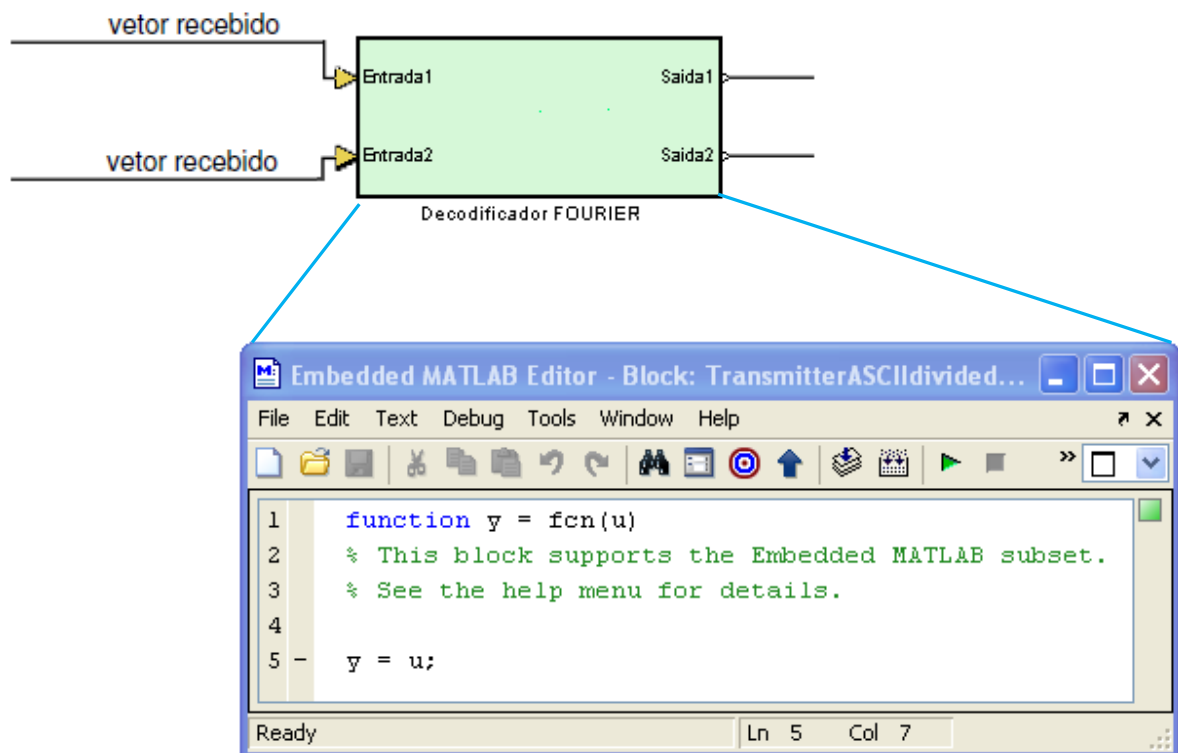 vetor recebido
Entrada1
Saida1
vetor recebido
Entrada2
Saida2
Decodificador FOURIER
Embedded MATLAB Editor - Block: TransmitterASCIIdivided...
File Edit Text Debug Tools Window Help
1 function y = fcn(u)
2 % This block supports the Embedded MATLAB subset.
3 % See the help menu for details.
4
5 - y = u;
Ready
Ln 5 Col 7